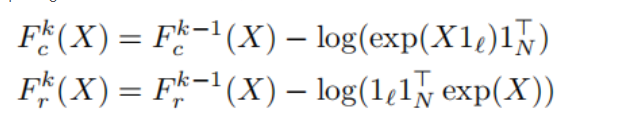 F_c^k(X) = F_c^{k-1}(X) − log(exp(X1_ℓ)1_N^⊤)
F_r^k(X) = F_r^{k-1}(X) − log(1_ℓ1_N^⊤ exp(X))